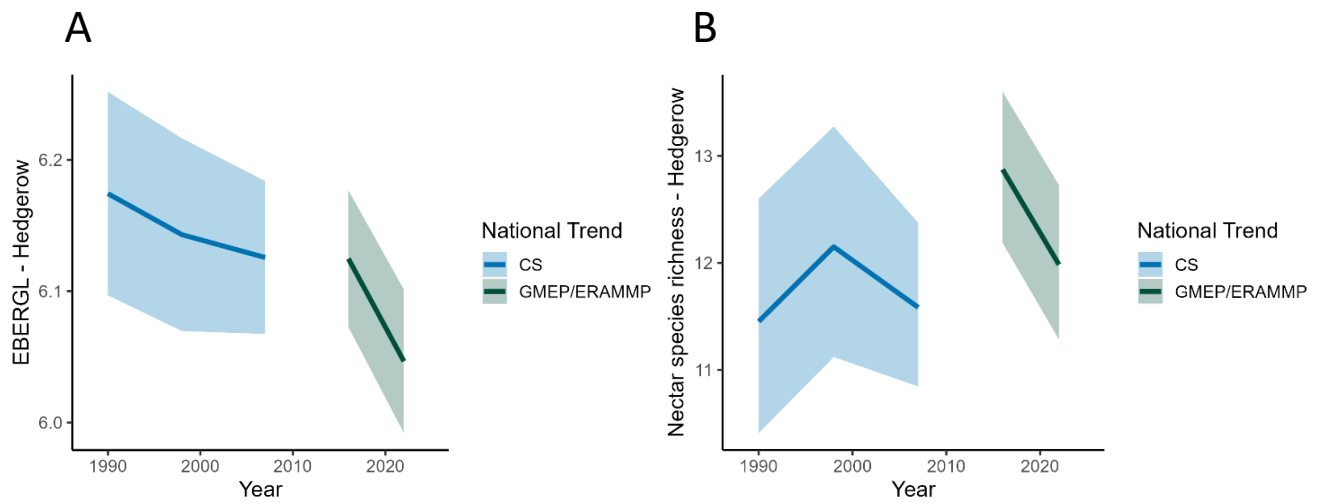 A
EBERGL - Hedgerow
6.2
6.1
6.0
1990 2000 2010 2020
Year
National Trend
CS
GMEP/ERAMMP
B
Nectar species richness - Hedgerow
13
12
11
1990 2000 2010 2020
Year
National Trend
CS
GMEP/ERAMMP